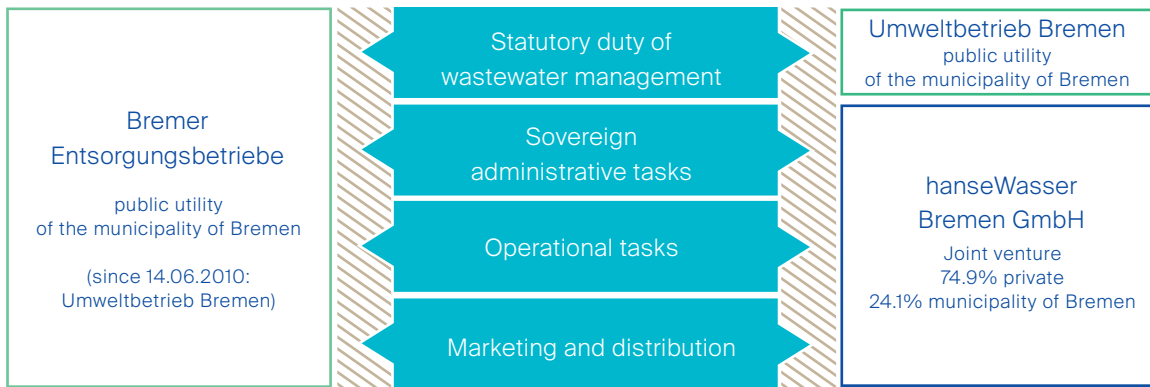 Bremer
Entsorgungsbetriebe
public utility
of the municipality of Bremen
(since 14.06.2010:
Umweltbetrieb Bremen)
Statutory duty of
wastewater management
Sovereign
administrative tasks
Operational tasks
Marketing and distribution
Umweltbetrieb Bremen
public utility
of the municipality of Bremen
hanseWasser
Bremen GmbH
Joint venture
74.9% private
24.1% municipality of Bremen